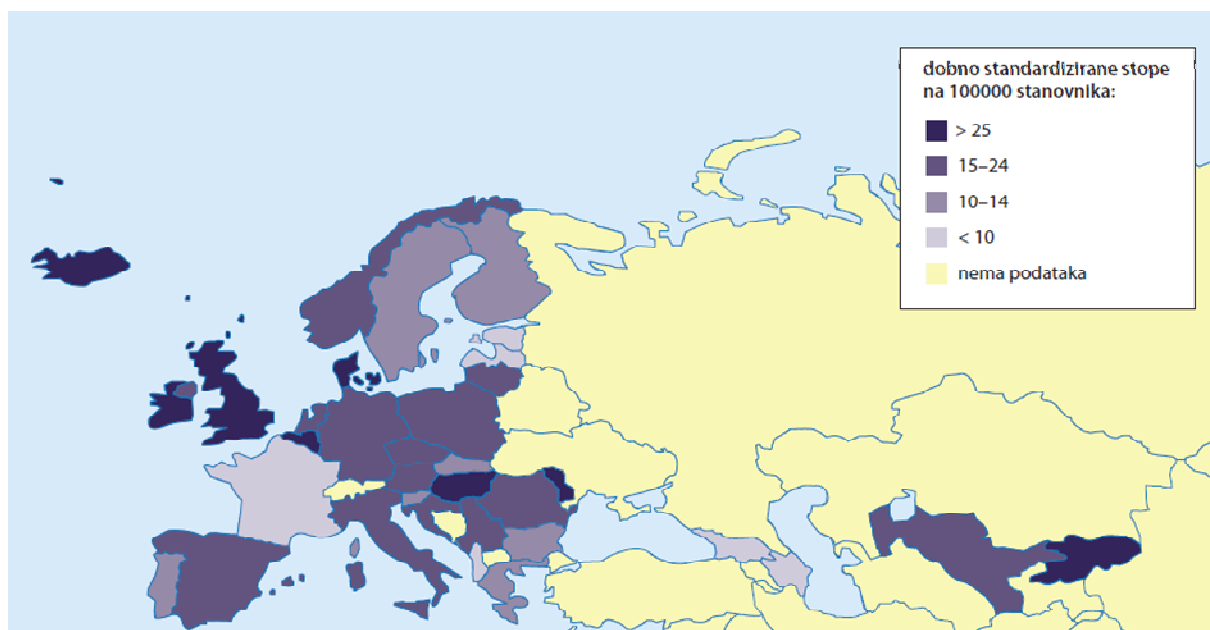 dobno standardizirane stope
na 100000 stanovnika:
> 25
15–24
10–14
< 10
nema podataka